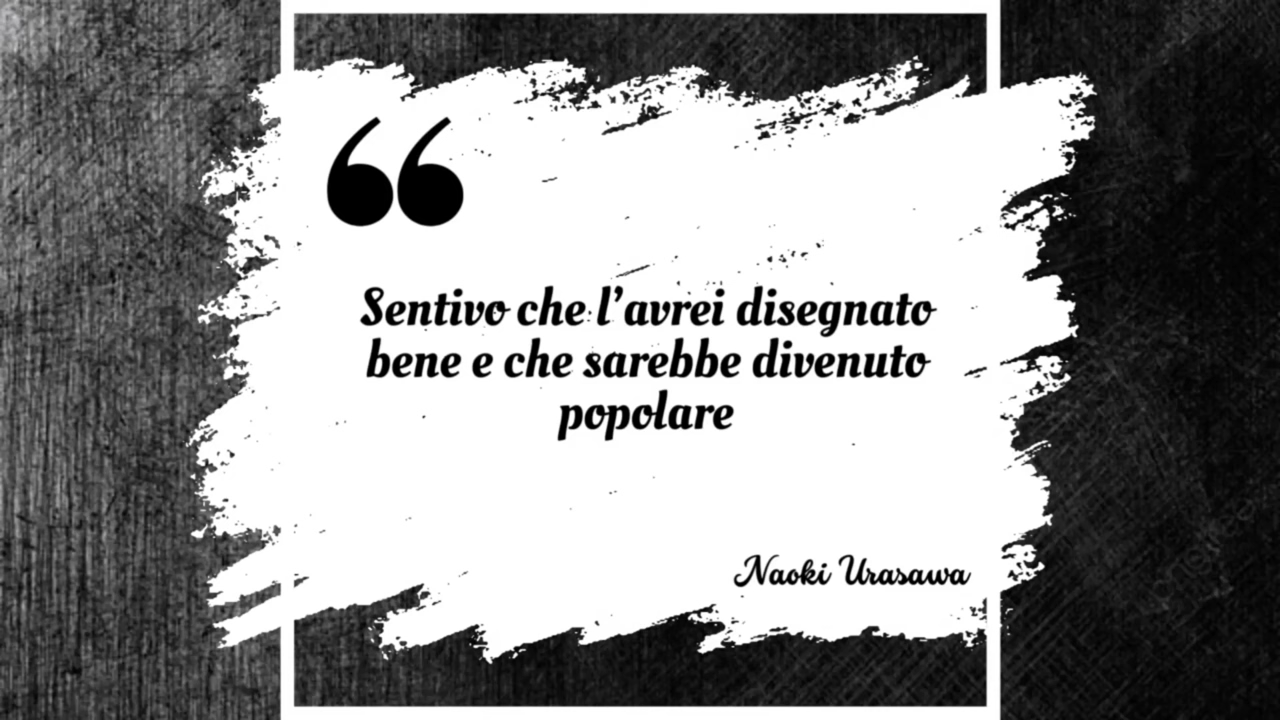 “
Sentivo che l’avrei disegnato
bene e che sarebbe divenuto
popolare
Naoki Urasawa